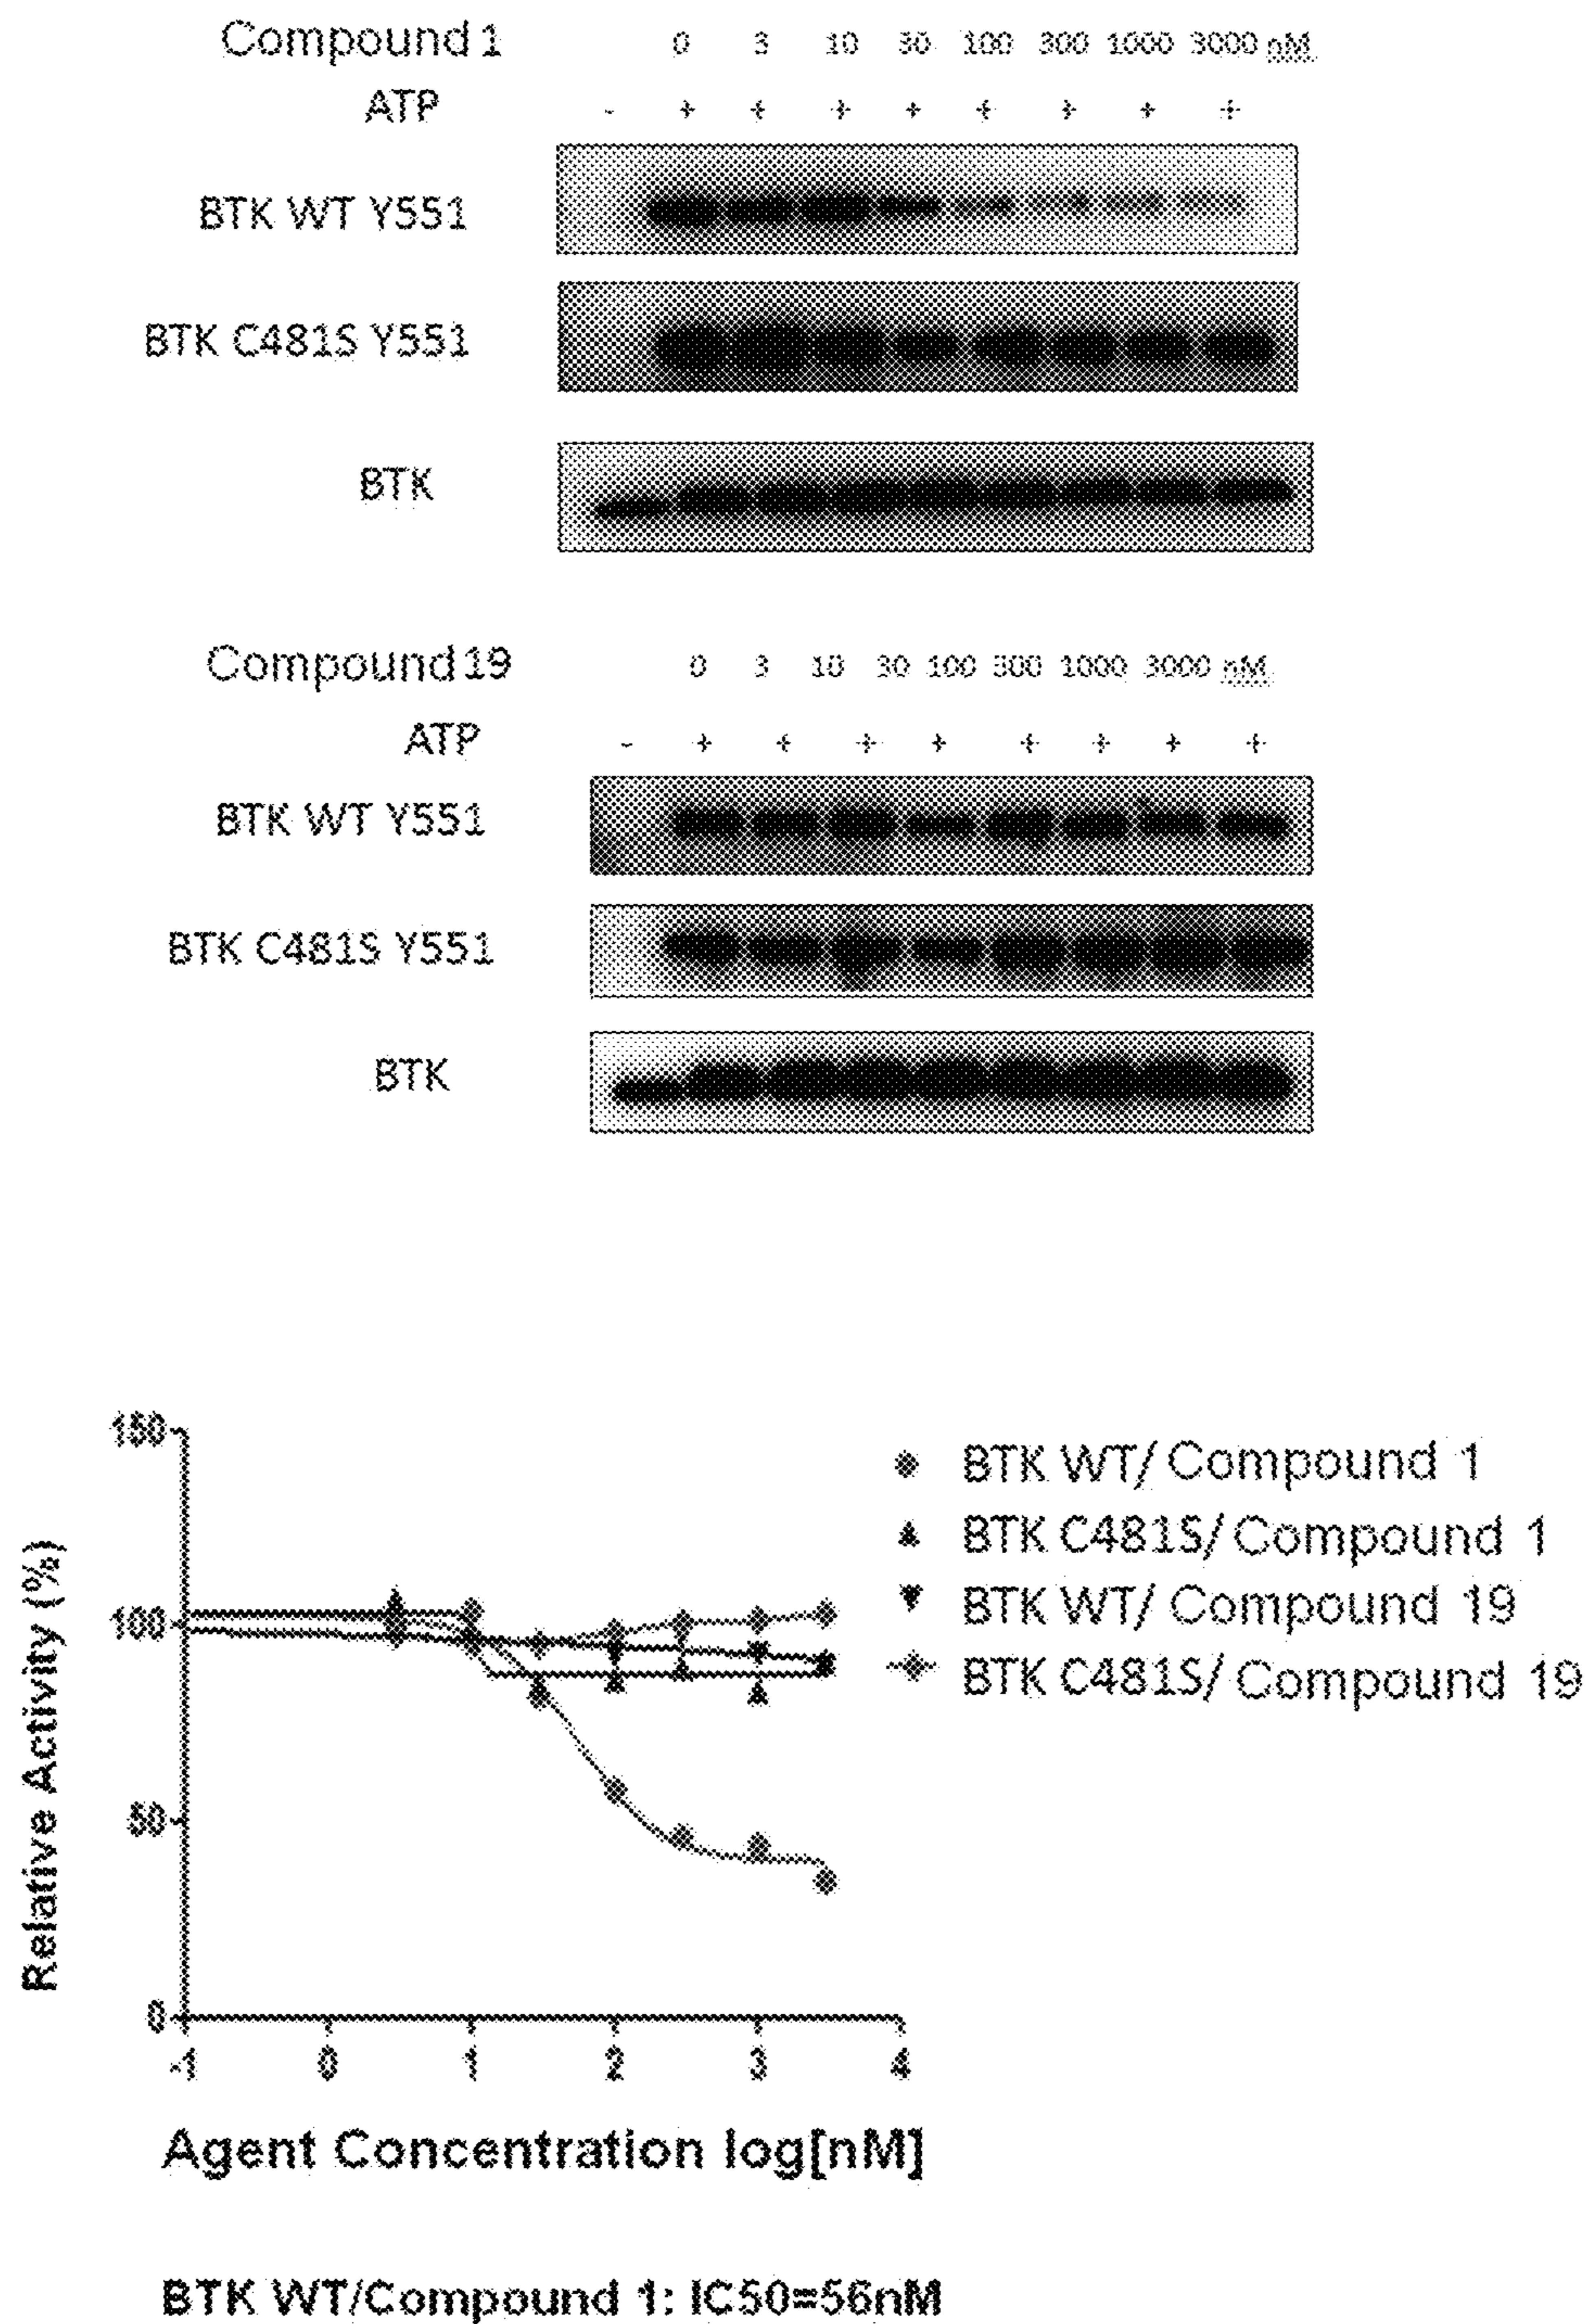 Compound 1 0 3 10 30 100 300 1000 3000 nM
ATP - + + + + + + + +
BTK WT Y551
BTK C481S Y551
BTK
Compound 19 0 3 10 30 100 300 1000 3000 nM
ATP - + + + + + + + +
BTK WT Y551
BTK C481S Y551
BTK
150
100
50
0
Relative Activity (%)
-1 0 1 2 3 4
Agent Concentration log[nM]
BTK WT/ Compound 1
BTK C481S/ Compound 1
BTK WT/ Compound 19
BTK C481S/ Compound 19
BTK WT/Compound 1: IC50=56nM